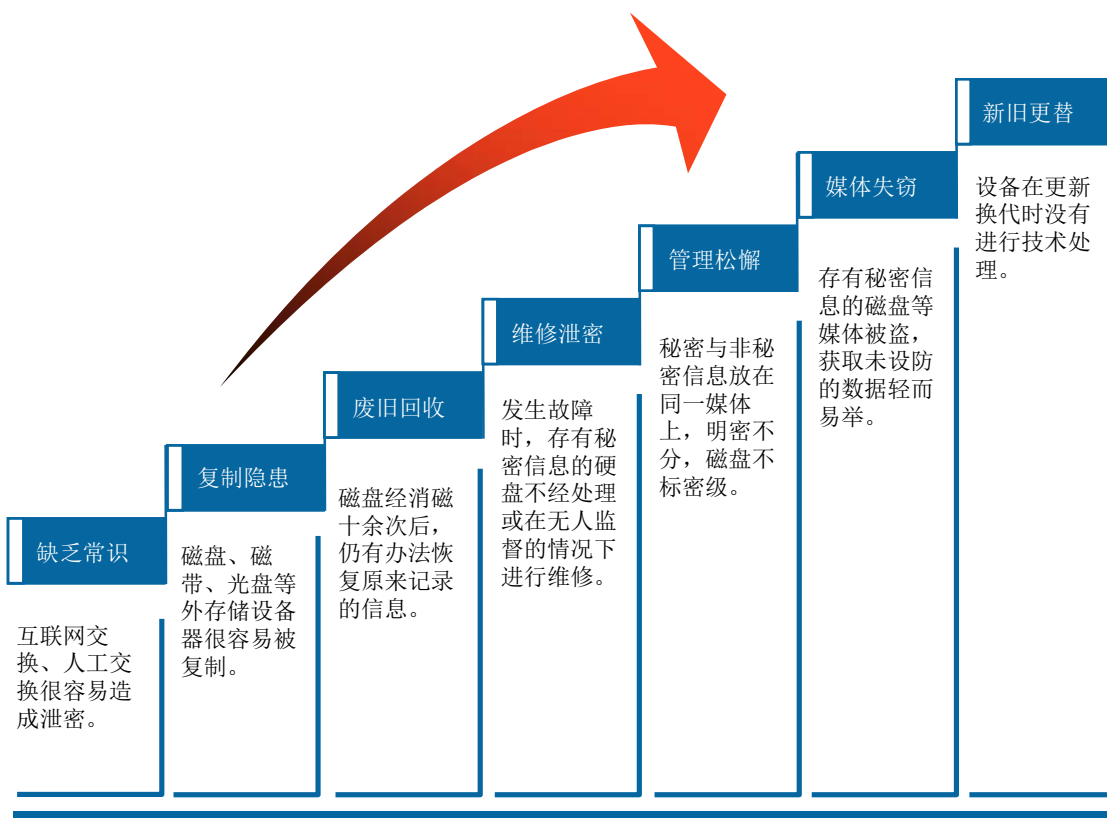 缺乏常识
互联网交
换、人工交
换很容易造
成泄密。
复制隐患
磁盘、磁
带、光盘等
外存储设备
器很容易被
复制。
废旧回收
磁盘经消磁
十余次后，
仍有办法恢
复原来记录
的信息。
维修泄密
发生故障
时，存有秘
密信息的硬
盘不经处理
或在无人监
督的情况下
进行维修。
管理松懈
秘密与非秘
密信息放在
同一媒体
上，明密不
分，磁盘不
标密级。
媒体失窃
存有秘密信
息的磁盘等
媒体被盗，
获取未设防
的数据轻而
易举。
新旧更替
设备在更新
换代时没有
进行技术处
理。